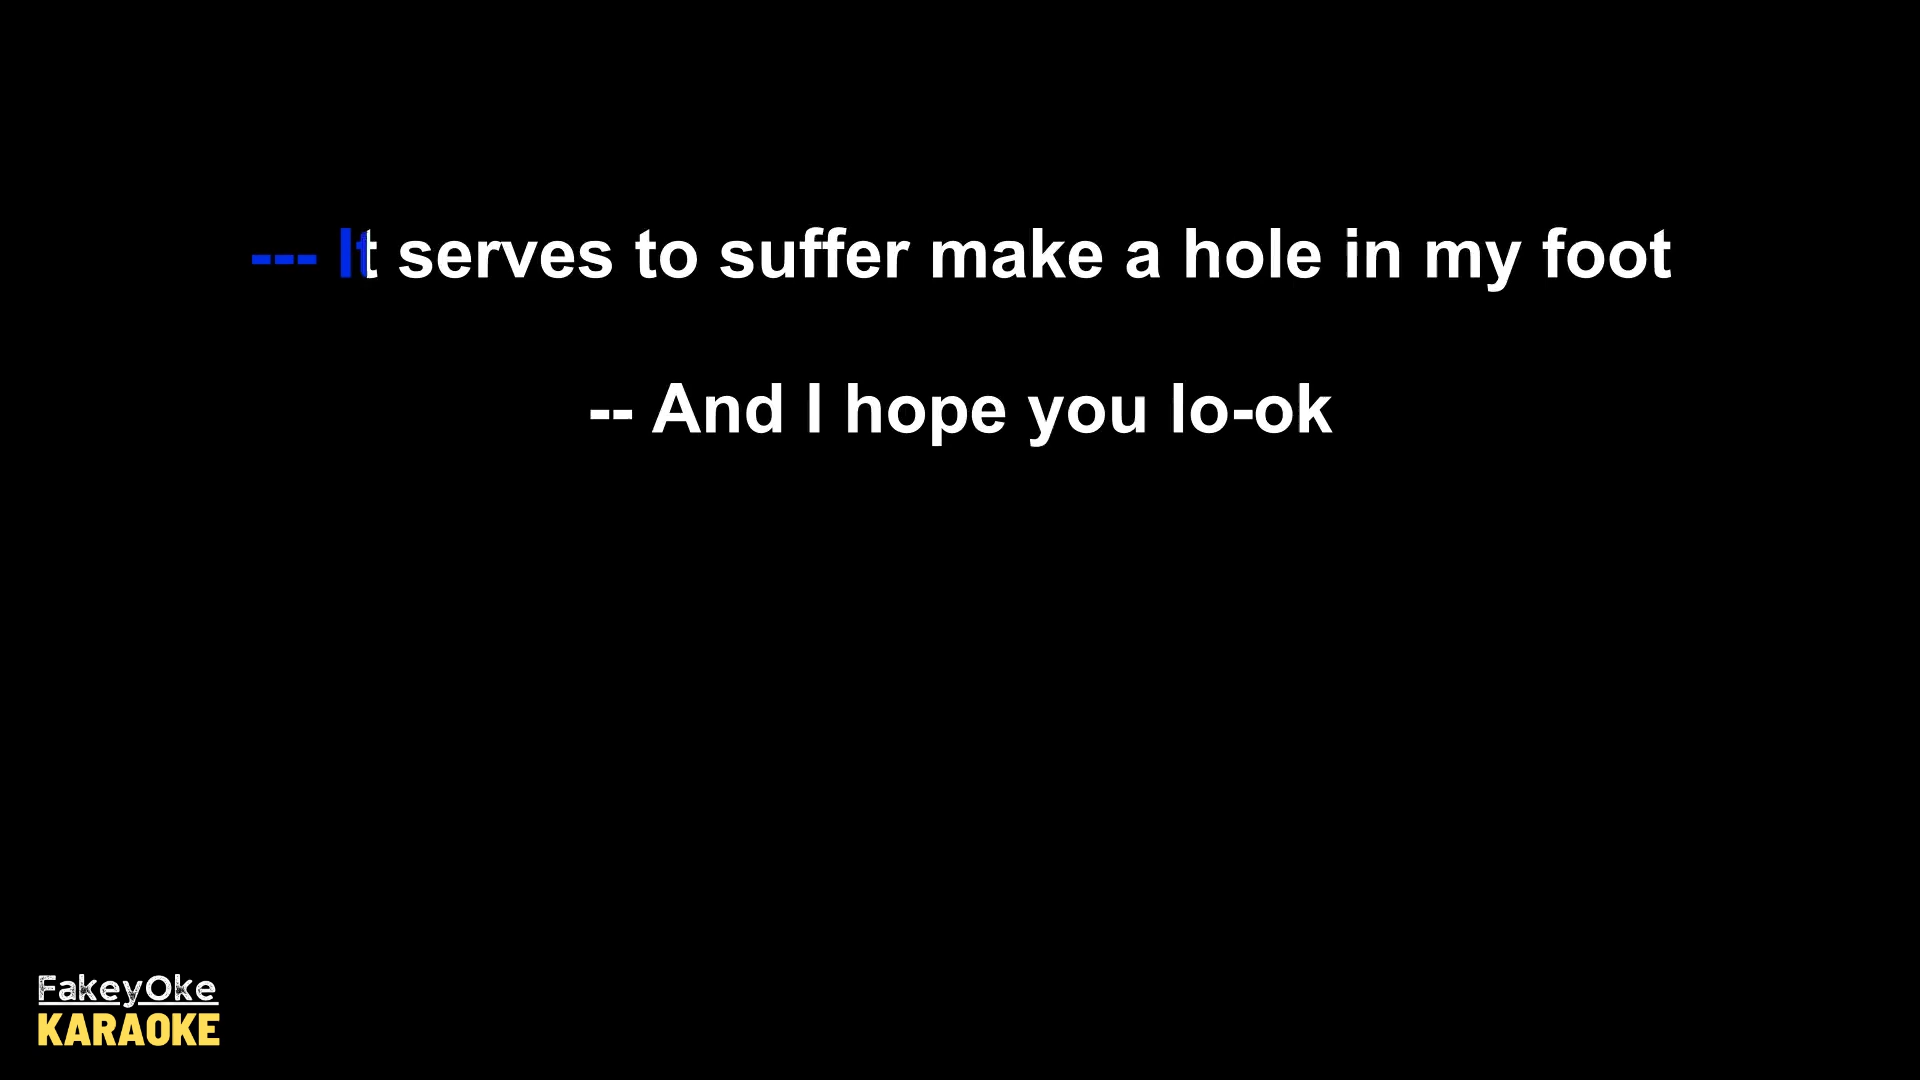 --- It serves to suffer make a hole in my foot
-- And I hope you lo-ok
FakeyOke
KARAOKE